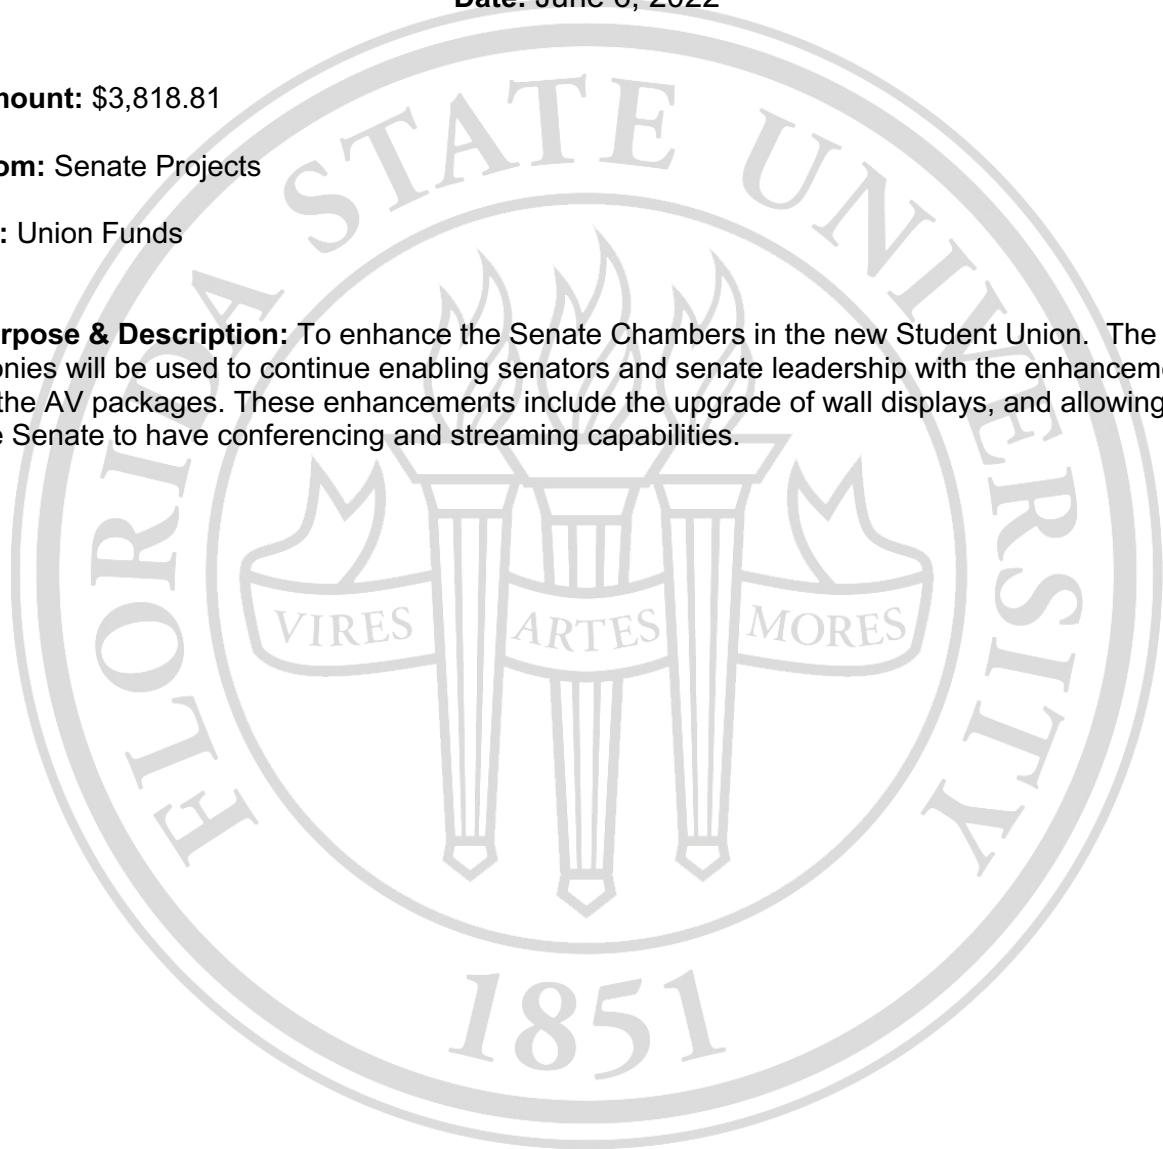 Date: June 6, 2022
mount: $3,818.81
om: Senate Projects
: Union Funds
rpose & Description: To enhance the Senate Chambers in the new Student Union. The
onies will be used to continue enabling senators and senate leadership with the enhanceme
the AV packages. These enhancements include the upgrade of wall displays, and allowing
e Senate to have conferencing and streaming capabilities.
FLORIDA STATE UNIVERSITY
VIRES ARTES MORES
1851